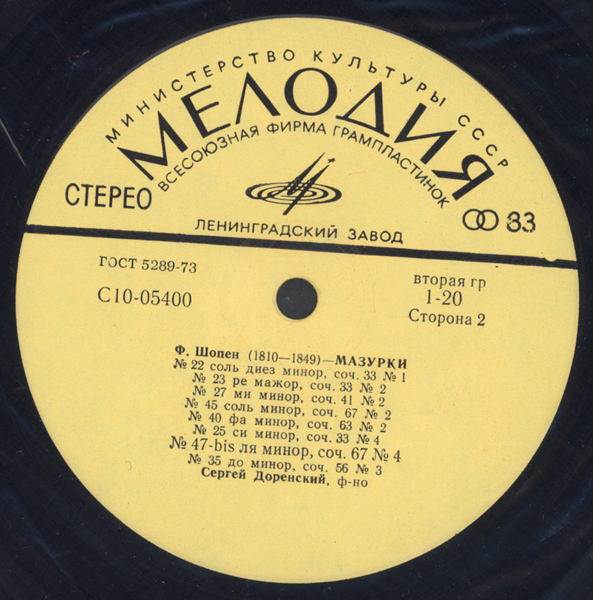 МИНИСТЕРСТВО КУЛЬТУРЫ СССР
МЕЛОДИЯ
ВСЕСОЮЗНАЯ ФИРМА ГРАМПЛАСТИНОК
СТЕРЕО
33
ЛЕНИНГРАДСКИЙ ЗАВОД
ГОСТ 5289-73
С10-05400
вторая гр
1-20
Сторона 2
Ф. Шопен (1810—1849)—МАЗУРКИ
№ 22 соль диез минор, соч. 33 № 1
№ 23 ре мажор, соч. 33 № 2
№ 27 ми минор, соч. 41 № 2
№ 45 соль минор, соч. 67 № 2
№ 40 фа минор, соч. 63 № 2
№ 25 си минор, соч. 33 № 4
№ 47-bis ля минор, соч. 67 № 4
№ 35 до минор, соч. 56 № 3
Сергей Доренский, ф-но